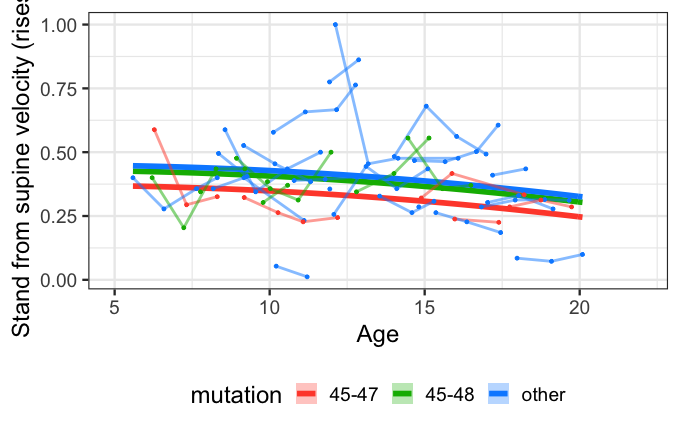 Stand from supine velocity (rises
1.00
0.75
0.50
0.25
0.00
5 10 15 20
Age
mutation 45-47 45-48 other